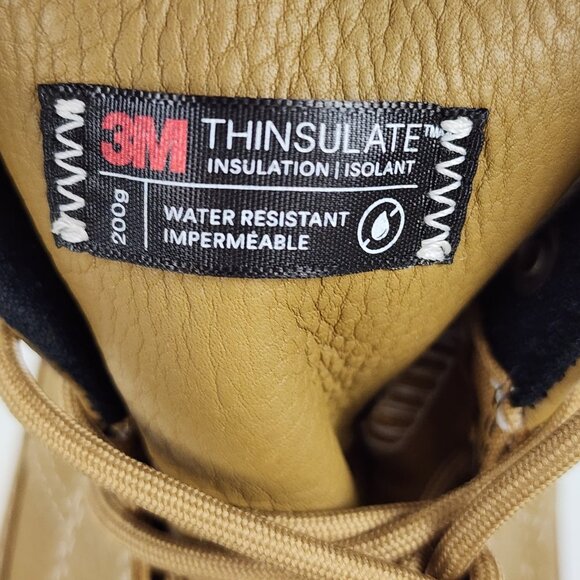 3M THINSULATE™
INSULATION | ISOLANT
200g
WATER RESISTANT
IMPERMÉABLE